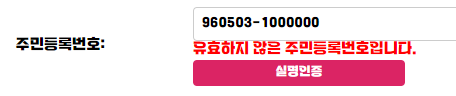 960503-1000000
주민등록번호:
유효하지 않은 주민등록번호입니다.
실명인증